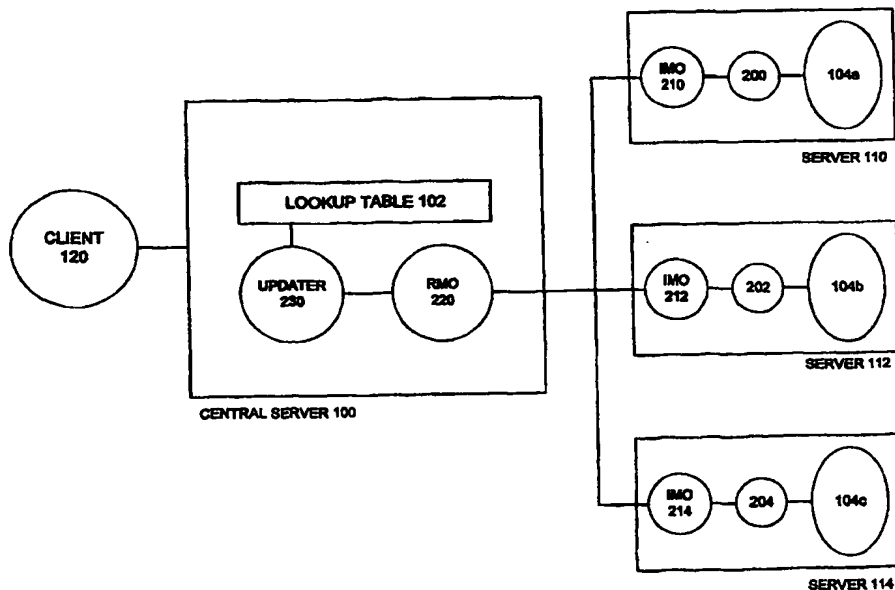 IMO
210
200
104a
SERVER 110
LOOKUP TABLE 102
CLIENT
120
UPDATER
230
RMO
220
IMO
212
202
104b
SERVER 112
CENTRAL SERVER 100
IMO
214
204
104c
SERVER 114